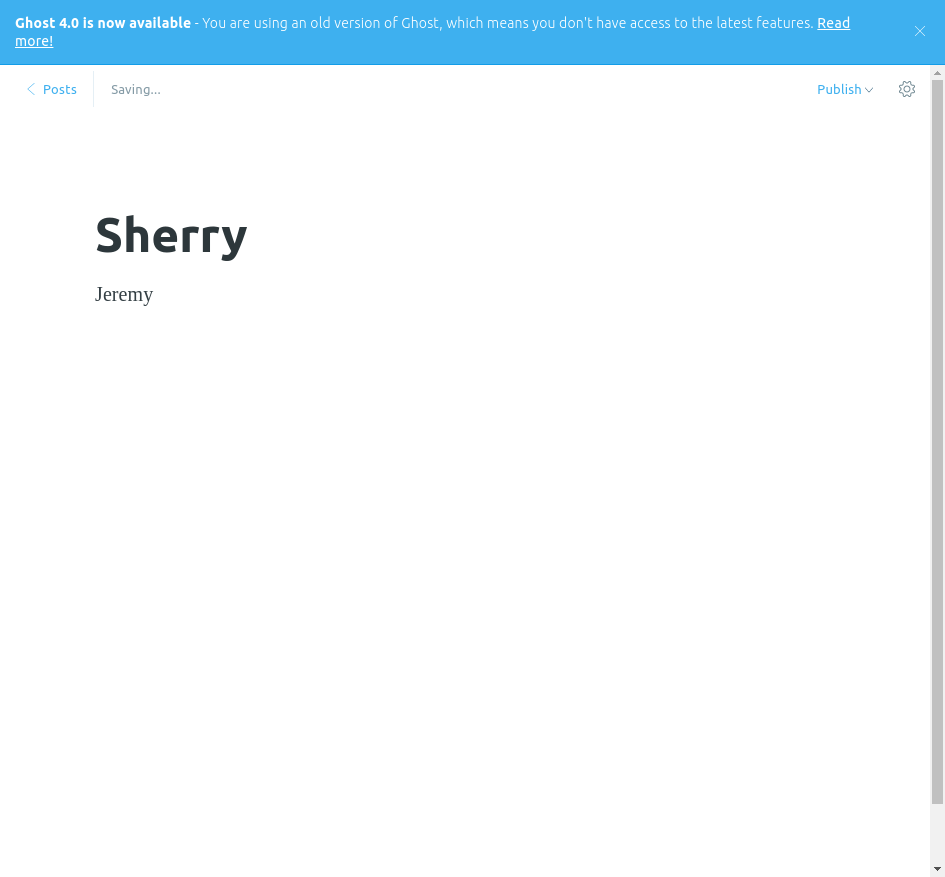 Ghost 4.0 is now available - You are using an old version of Ghost, which means you don't have access to the latest features. Read
more!
Posts
Saving...
Publish
Sherry
Jeremy